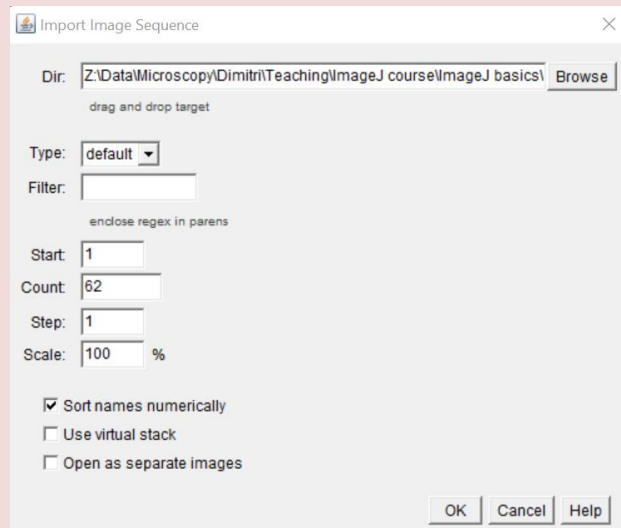 Import Image Sequence
Dir: Z:\Data\Microscopy\Dimitri\Teaching\ImageJ course\ImageJ basics\ Browse
drag and drop target
Type: default
Filter:
enclose regex in parens
Start: 1
Count: 62
Step: 1
Scale: 100 %
Sort names numerically
Use virtual stack
Open as separate images
OK Cancel Help